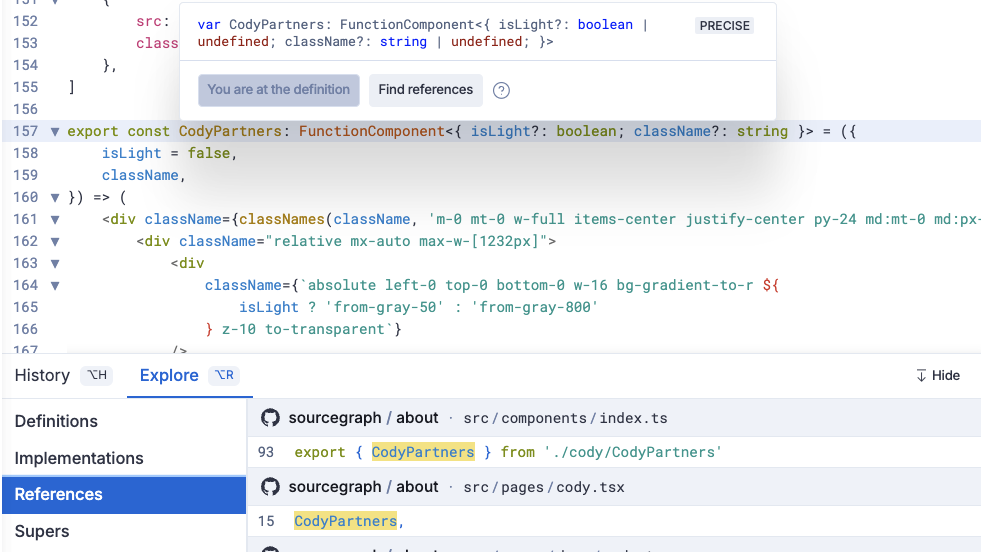 151 ▼ {
152 src:
153 class
154 },
155 ]
156
var CodyPartners: FunctionComponent<{ isLight?: boolean |
undefined; className?: string | undefined; }>
PRECISE
You are at the definition Find references ?
157 ▼ export const CodyPartners: FunctionComponent<{ isLight?: boolean; className?: string }> = ({
158 isLight = false,
159 className,
160 ▼ }) => (
161 ▼ <div className={classNames(className, 'm-0 mt-0 w-full items-center justify-center py-24 md:mt-0 md:px-
162 ▼ <div className="relative mx-auto max-w-[1232px]">
163 ▼ <div
164 ▼ className={`absolute left-0 top-0 bottom-0 w-16 bg-gradient-to-r ${
165 isLight ? 'from-gray-50' : 'from-gray-800'
166 } z-10 to-transparent`}
167 />
History ⌥H Explore ⌥R Hide
Definitions
Implementations
References
Supers
sourcegraph / about · src/components/index.ts
93 export { CodyPartners } from './cody/CodyPartners'
sourcegraph / about · src/pages/cody.tsx
15 CodyPartners,